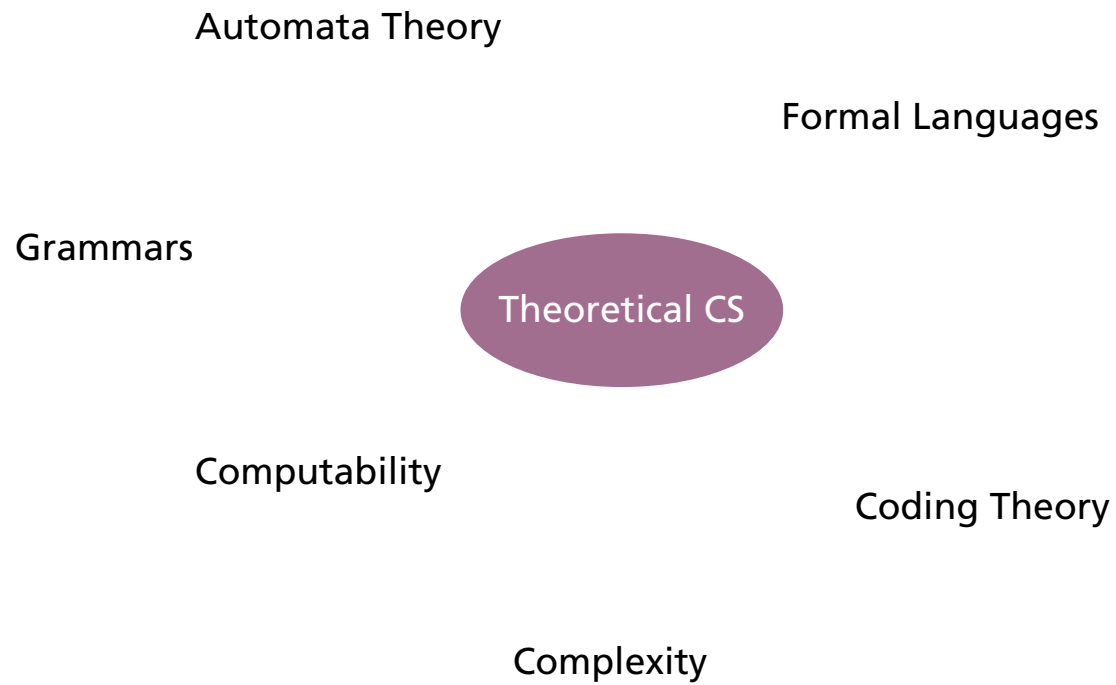 Automata Theory
Formal Languages
Grammars
Theoretical CS
Computability
Coding Theory
Complexity